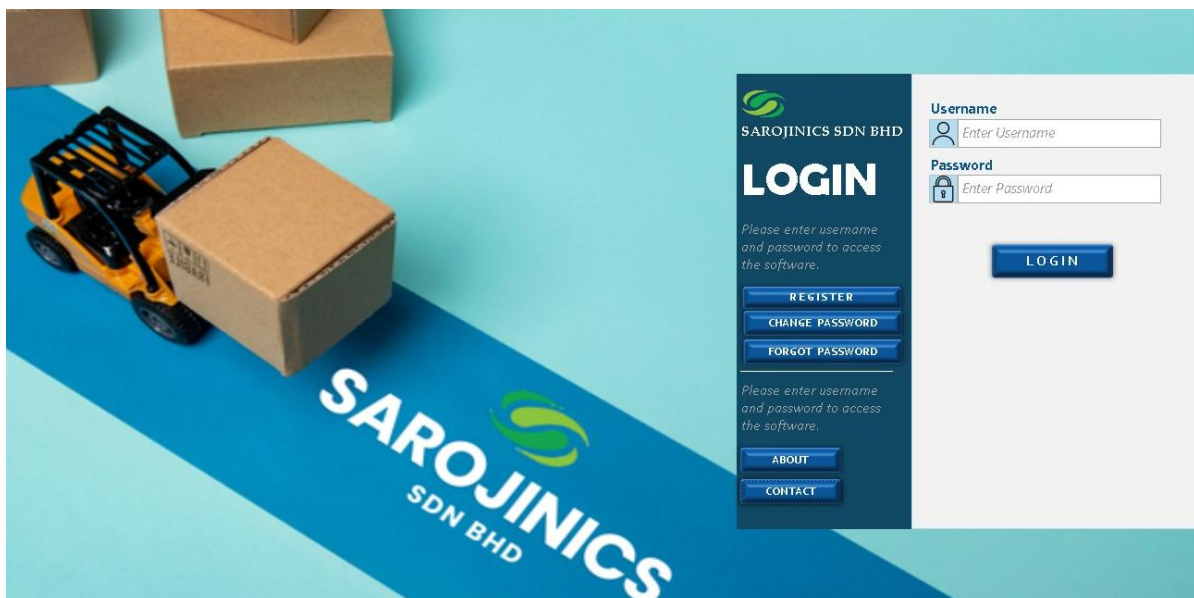 SAROJINICS
SDN BHD
SAROJINICS SDN BHD
LOGIN
Please enter username
and password to access
the software.
REGISTER
CHANGE PASSWORD
FORGOT PASSWORD
Please enter username
and password to access
the software.
ABOUT
CONTACT
Username
Enter Username
Password
Enter Password
LOGIN